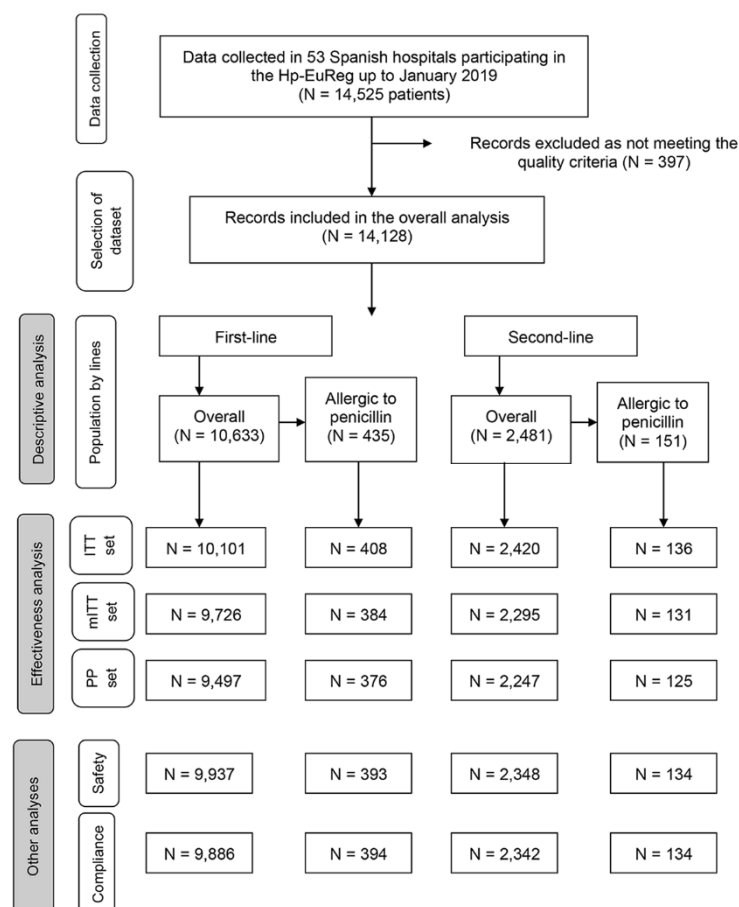 Data collection
Data collected in 53 Spanish hospitals participating in
the Hp-EuReg up to January 2019
(N = 14,525 patients)
Records excluded as not meeting the
quality criteria (N = 397)
Selection of
dataset
Records included in the overall analysis
(N = 14,128)
Descriptive analysis
Population by lines
First-line
Second-line
Overall
(N = 10,633)
Allergic to
penicillin
(N = 435)
Overall
(N = 2,481)
Allergic to
penicillin
(N = 151)
Effectiveness analysis
ITT
set
N = 10,101
N = 408
N = 2,420
N = 136
mITT
set
N = 9,726
N = 384
N = 2,295
N = 131
PP
set
N = 9,497
N = 376
N = 2,247
N = 125
Other analyses
Safety
N = 9,937
N = 393
N = 2,348
N = 134
Compliance
N = 9,886
N = 394
N = 2,342
N = 134